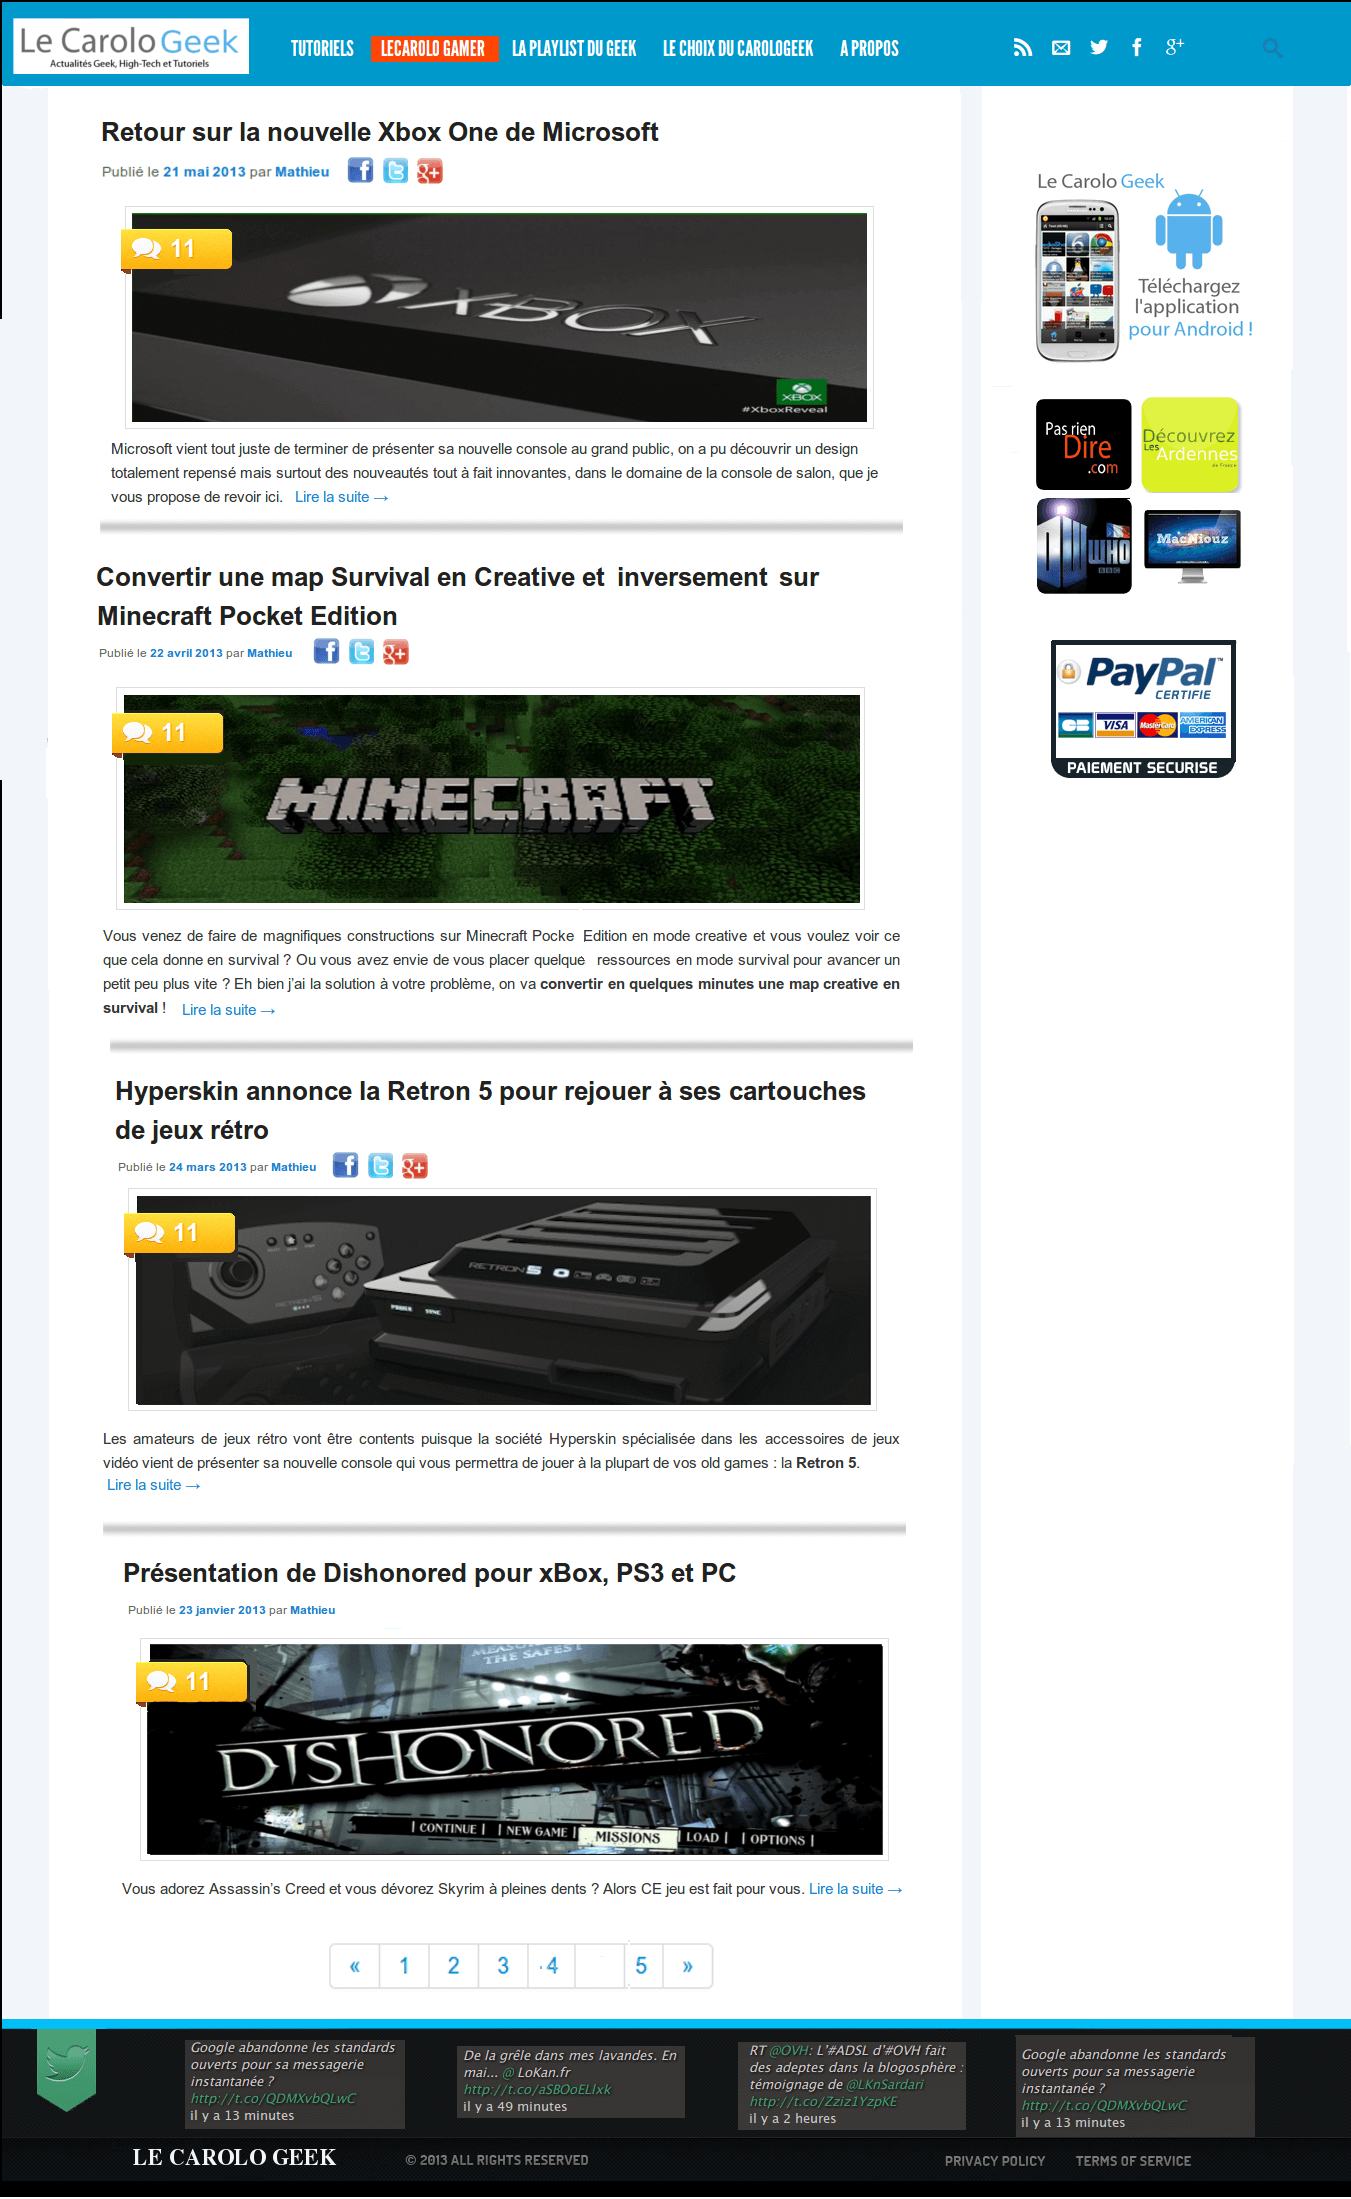 Le Carolo Geek
Actualités Geek, High-Tech et Tutoriels
TUTORIELS LECAROLO GAMER LA PLAYLIST DU GEEK LE CHOIX DU CAROLOGEEK A PROPOS
Retour sur la nouvelle Xbox One de Microsoft
Publié le 21 mai 2013 par Mathieu
11
XBOX
XBOX
#XboxReveal
Microsoft vient tout juste de terminer de présenter sa nouvelle console au grand public, on a pu découvrir un design
totalement repensé mais surtout des nouveautés tout à fait innovantes, dans le domaine de la console de salon, que je
vous propose de revoir ici. Lire la suite →
Convertir une map Survival en Creative et inversement sur
Minecraft Pocket Edition
Publié le 22 avril 2013 par Mathieu
11
MINECRAFT
Vous venez de faire de magnifiques constructions sur Minecraft Pocke Edition en mode creative et vous voulez voir ce
que cela donne en survival ? Ou vous avez envie de vous placer quelque ressources en mode survival pour avancer un
petit peu plus vite ? Eh bien j'ai la solution à votre problème, on va convertir en quelques minutes une map creative en
survival ! Lire la suite →
Hyperskin annonce la Retron 5 pour rejouer à ses cartouches
de jeux rétro
Publié le 24 mars 2013 par Mathieu
11
RETRON 5
RETRON 5
POWER SYNC
Les amateurs de jeux rétro vont être contents puisque la société Hyperskin spécialisée dans les accessoires de jeux
vidéo vient de présenter sa nouvelle console qui vous permettra de jouer à la plupart de vos old games : la Retron 5.
Lire la suite →
Présentation de Dishonored pour xBox, PS3 et PC
Publié le 23 janvier 2013 par Mathieu
11
THE SAFEST
DISHONORED
CONTINUE NEW GAME MISSIONS LOAD OPTIONS
Vous adorez Assassin's Creed et vous dévorez Skyrim à pleines dents ? Alors CE jeu est fait pour vous. Lire la suite →
« 1 2 3 4 5 »
Le Carolo Geek
Téléchargez
l'application
pour Android !
Pas rien
Dire
.com
Découvrez
Les
Ardennes
de France
DW
WHO
BBC
MacNiouz
PayPal™
CERTIFIE
CB VISA MasterCard AMERICAN EXPRESS
PAIEMENT SECURISE
Google abandonne les standards
ouverts pour sa messagerie
instantanée ?
http://t.co/QDMXvbQLwC
il y a 13 minutes
De la grêle dans mes lavandes. En
mai... @ LoKan.fr
http://t.co/aSBOoELlxk
il y a 49 minutes
RT @OVH: L'#ADSL d'#OVH fait
des adeptes dans la blogosphère :
témoignage de @LKnSardari
http://t.co/Zziz1YzpKE
il y a 2 heures
Google abandonne les standards
ouverts pour sa messagerie
instantanée ?
http://t.co/QDMXvbQLwC
il y a 13 minutes
LE CAROLO GEEK © 2013 ALL RIGHTS RESERVED PRIVACY POLICY TERMS OF SERVICE